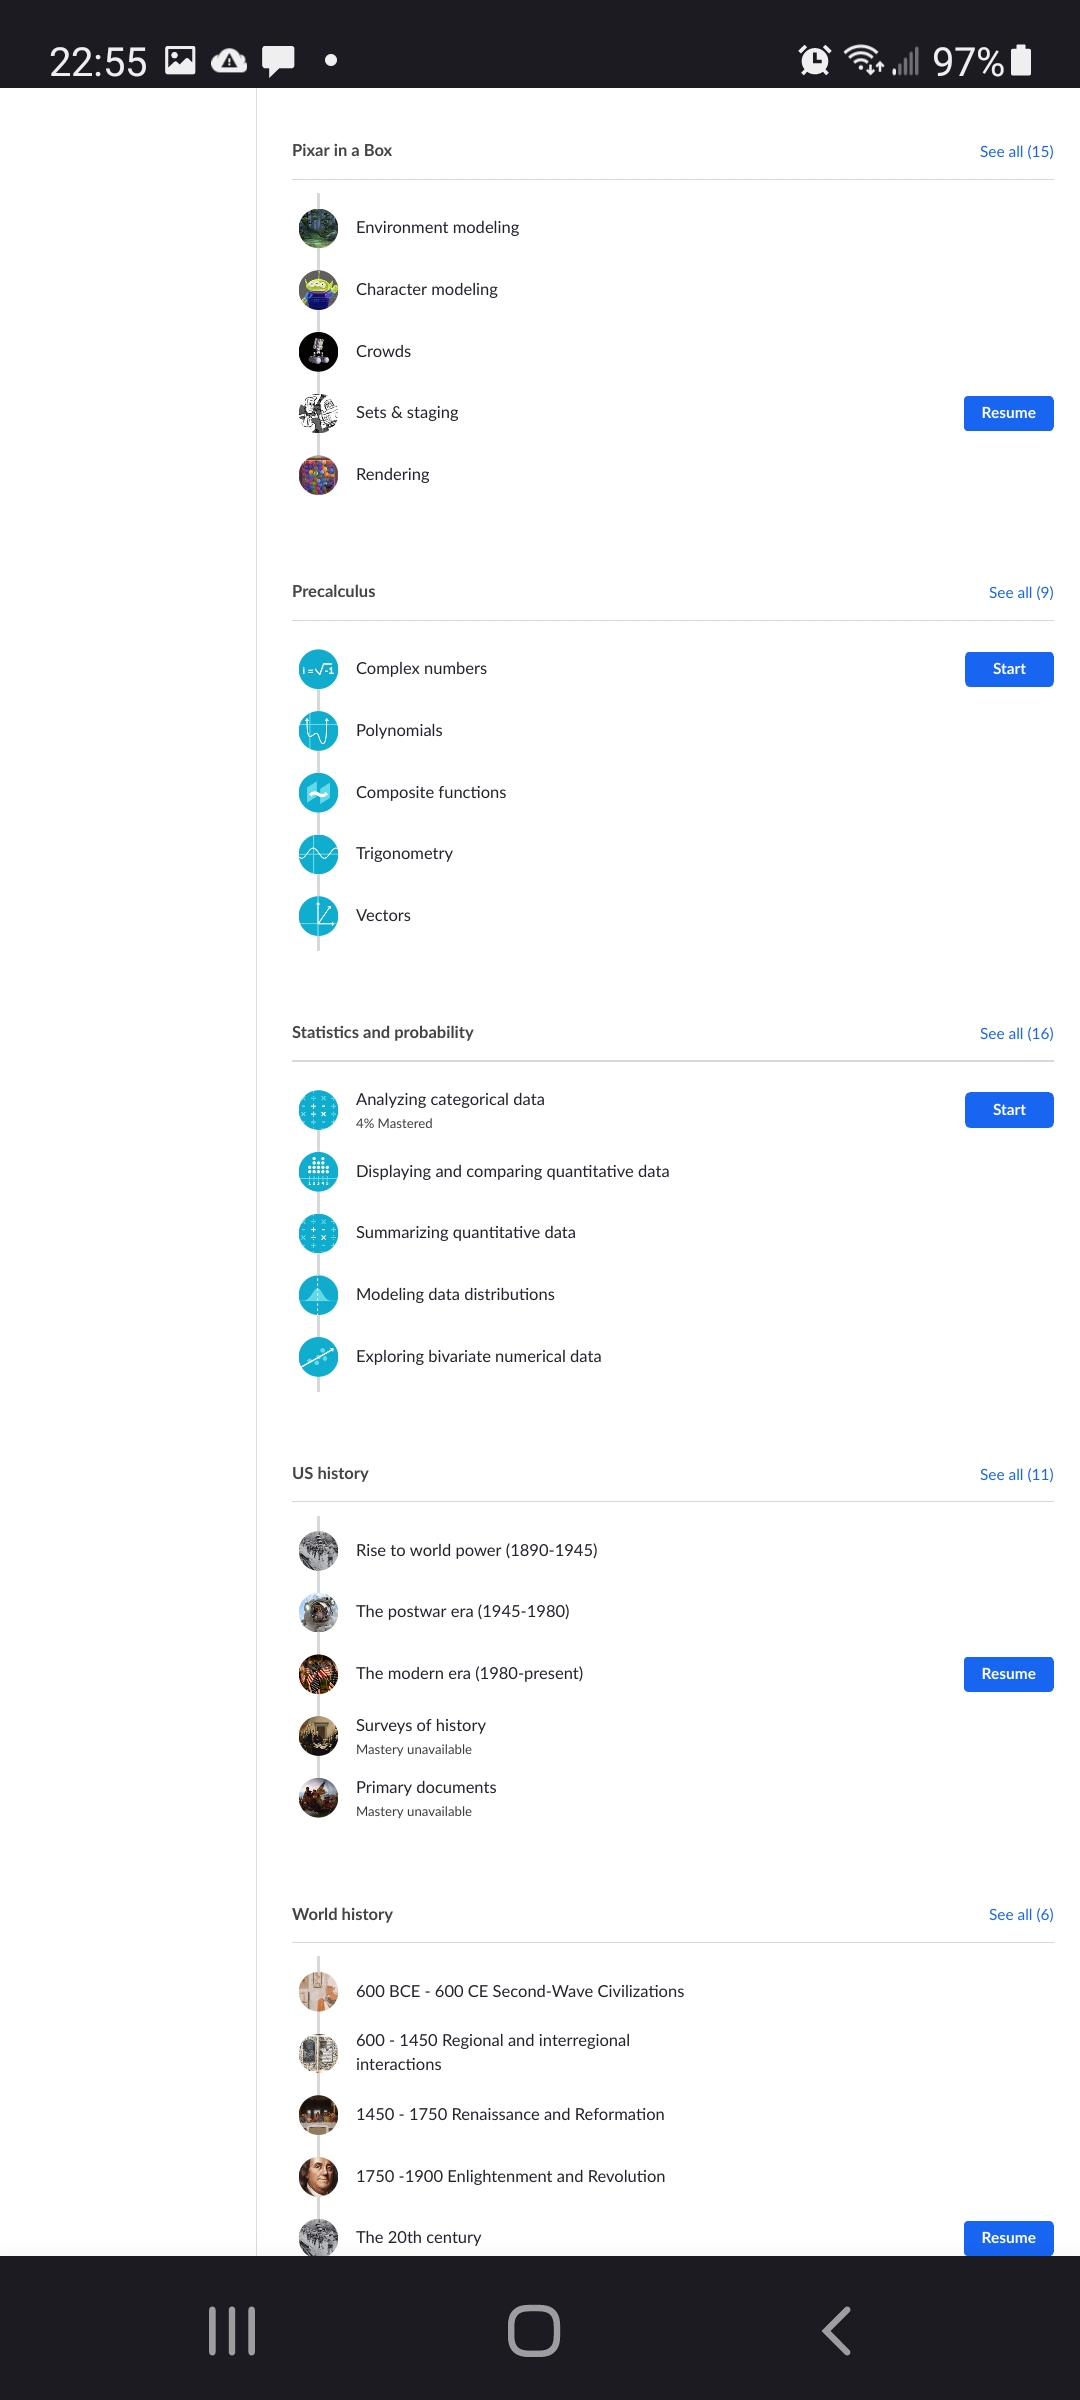 22:55
97%
Pixar in a Box
See all (15)
Environment modeling
Character modeling
Crowds
Sets & staging
Resume
Rendering
Precalculus
See all (9)
i=√-1
Complex numbers
Start
Polynomials
Composite functions
Trigonometry
Vectors
Statistics and probability
See all (16)
Analyzing categorical data
Start
4% Mastered
Displaying and comparing quantitative data
Summarizing quantitative data
Modeling data distributions
Exploring bivariate numerical data
US history
See all (11)
Rise to world power (1890-1945)
The postwar era (1945-1980)
The modern era (1980-present)
Resume
Surveys of history
Mastery unavailable
Primary documents
Mastery unavailable
World history
See all (6)
600 BCE - 600 CE Second-Wave Civilizations
600 - 1450 Regional and interregional
interactions
1450 - 1750 Renaissance and Reformation
1750 -1900 Enlightenment and Revolution
The 20th century
Resume